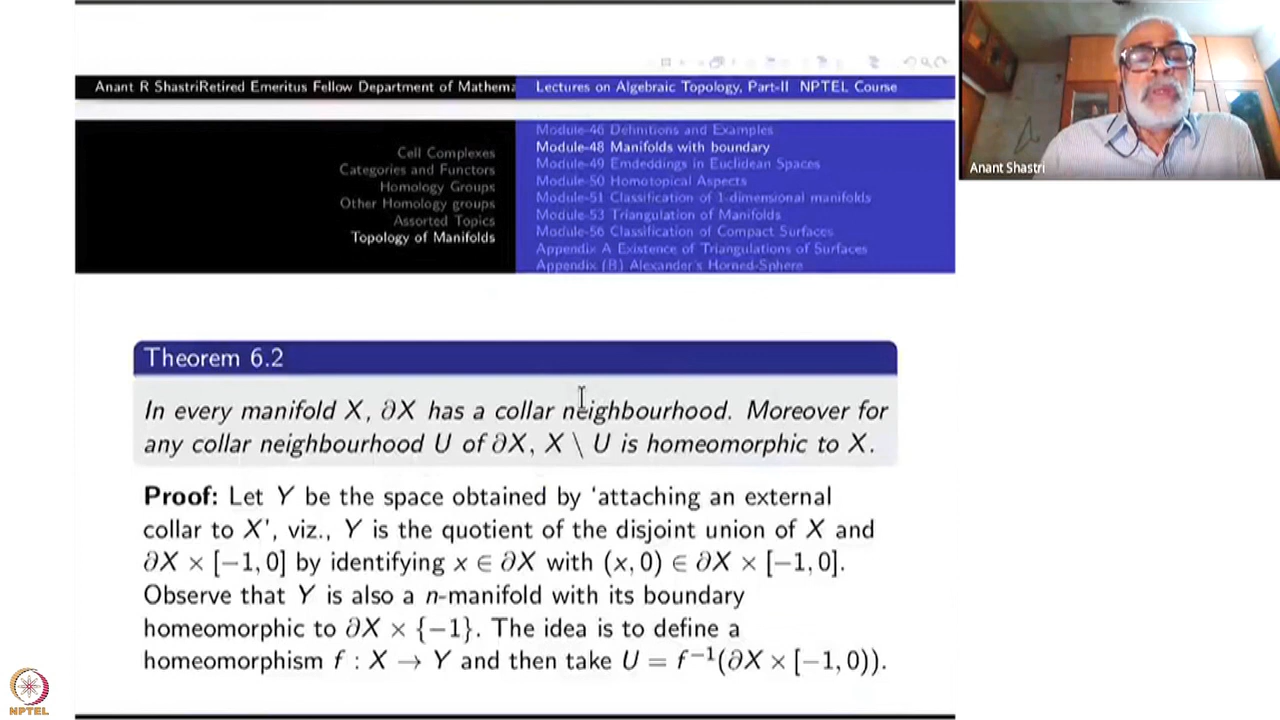 Anant R ShastriRetired Emeritus Fellow Department of Mathema
Lectures on Algebraic Topology, Part-II NPTEL Course
Cell Complexes
Categories and Functors
Homology Groups
Other Homology groups
Assorted Topics
Topology of Manifolds
Module-46 Definitions and Examples
Module-48 Manifolds with boundary
Module-49 Emdeddings in Euclidean Spaces
Module-50 Homotopical Aspects
Module-51 Classification of 1-dimensional manifolds
Module-53 Triangulation of Manifolds
Module-56 Classification of Compact Surfaces
Appendix A Existence of Triangulations of Surfaces
Appendix (B) Alexander's Horned-Sphere
Anant Shastri
Theorem 6.2
In every manifold X, ∂X has a collar neighbourhood. Moreover for
any collar neighbourhood U of ∂X, X \ U is homeomorphic to X.
Proof: Let Y be the space obtained by ‘attaching an external
collar to X’, viz., Y is the quotient of the disjoint union of X and
∂X × [−1, 0] by identifying x ∈ ∂X with (x, 0) ∈ ∂X × [−1, 0].
Observe that Y is also a n-manifold with its boundary
homeomorphic to ∂X × {−1}. The idea is to define a
homeomorphism f : X → Y and then take U = f⁻¹(∂X × [−1, 0)).
NPTEL